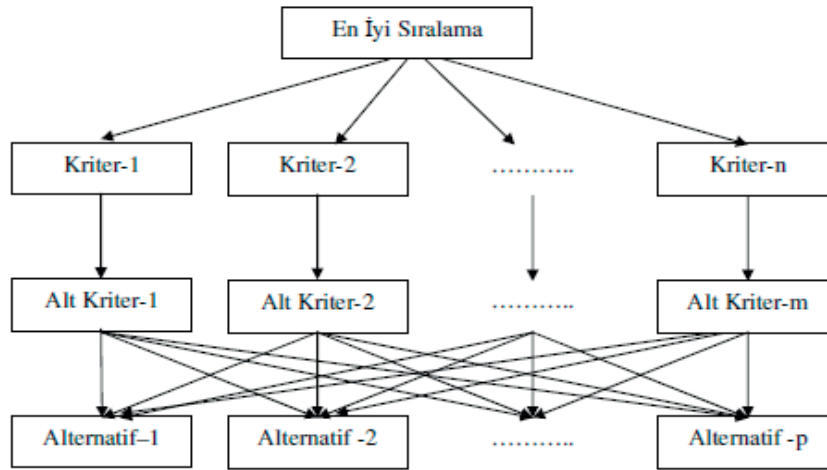 En İyi Sıralama
Kriter-1
Kriter-2
………..
Kriter-n
Alt Kriter-1
Alt Kriter-2
………..
Alt Kriter-m
Alternatif–1
Alternatif -2
………..
Alternatif -p